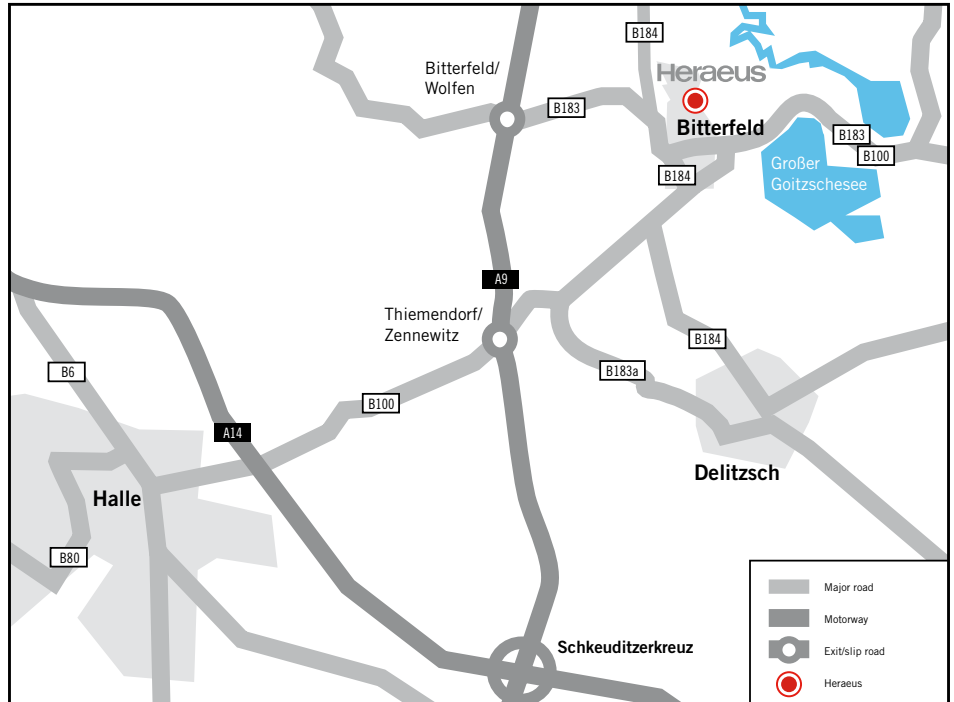 B184
Bitterfeld/
Wolfen
Heraeus
B183
Bitterfeld
B183
B100
Großer
Goitzschesee
B184
A9
Thiemendorf/
Zennewitz
B184
B6
B183a
B100
A14
Delitzsch
Halle
B80
Schkeuditzerkreuz
Major road
Motorway
Exit/slip road
Heraeus